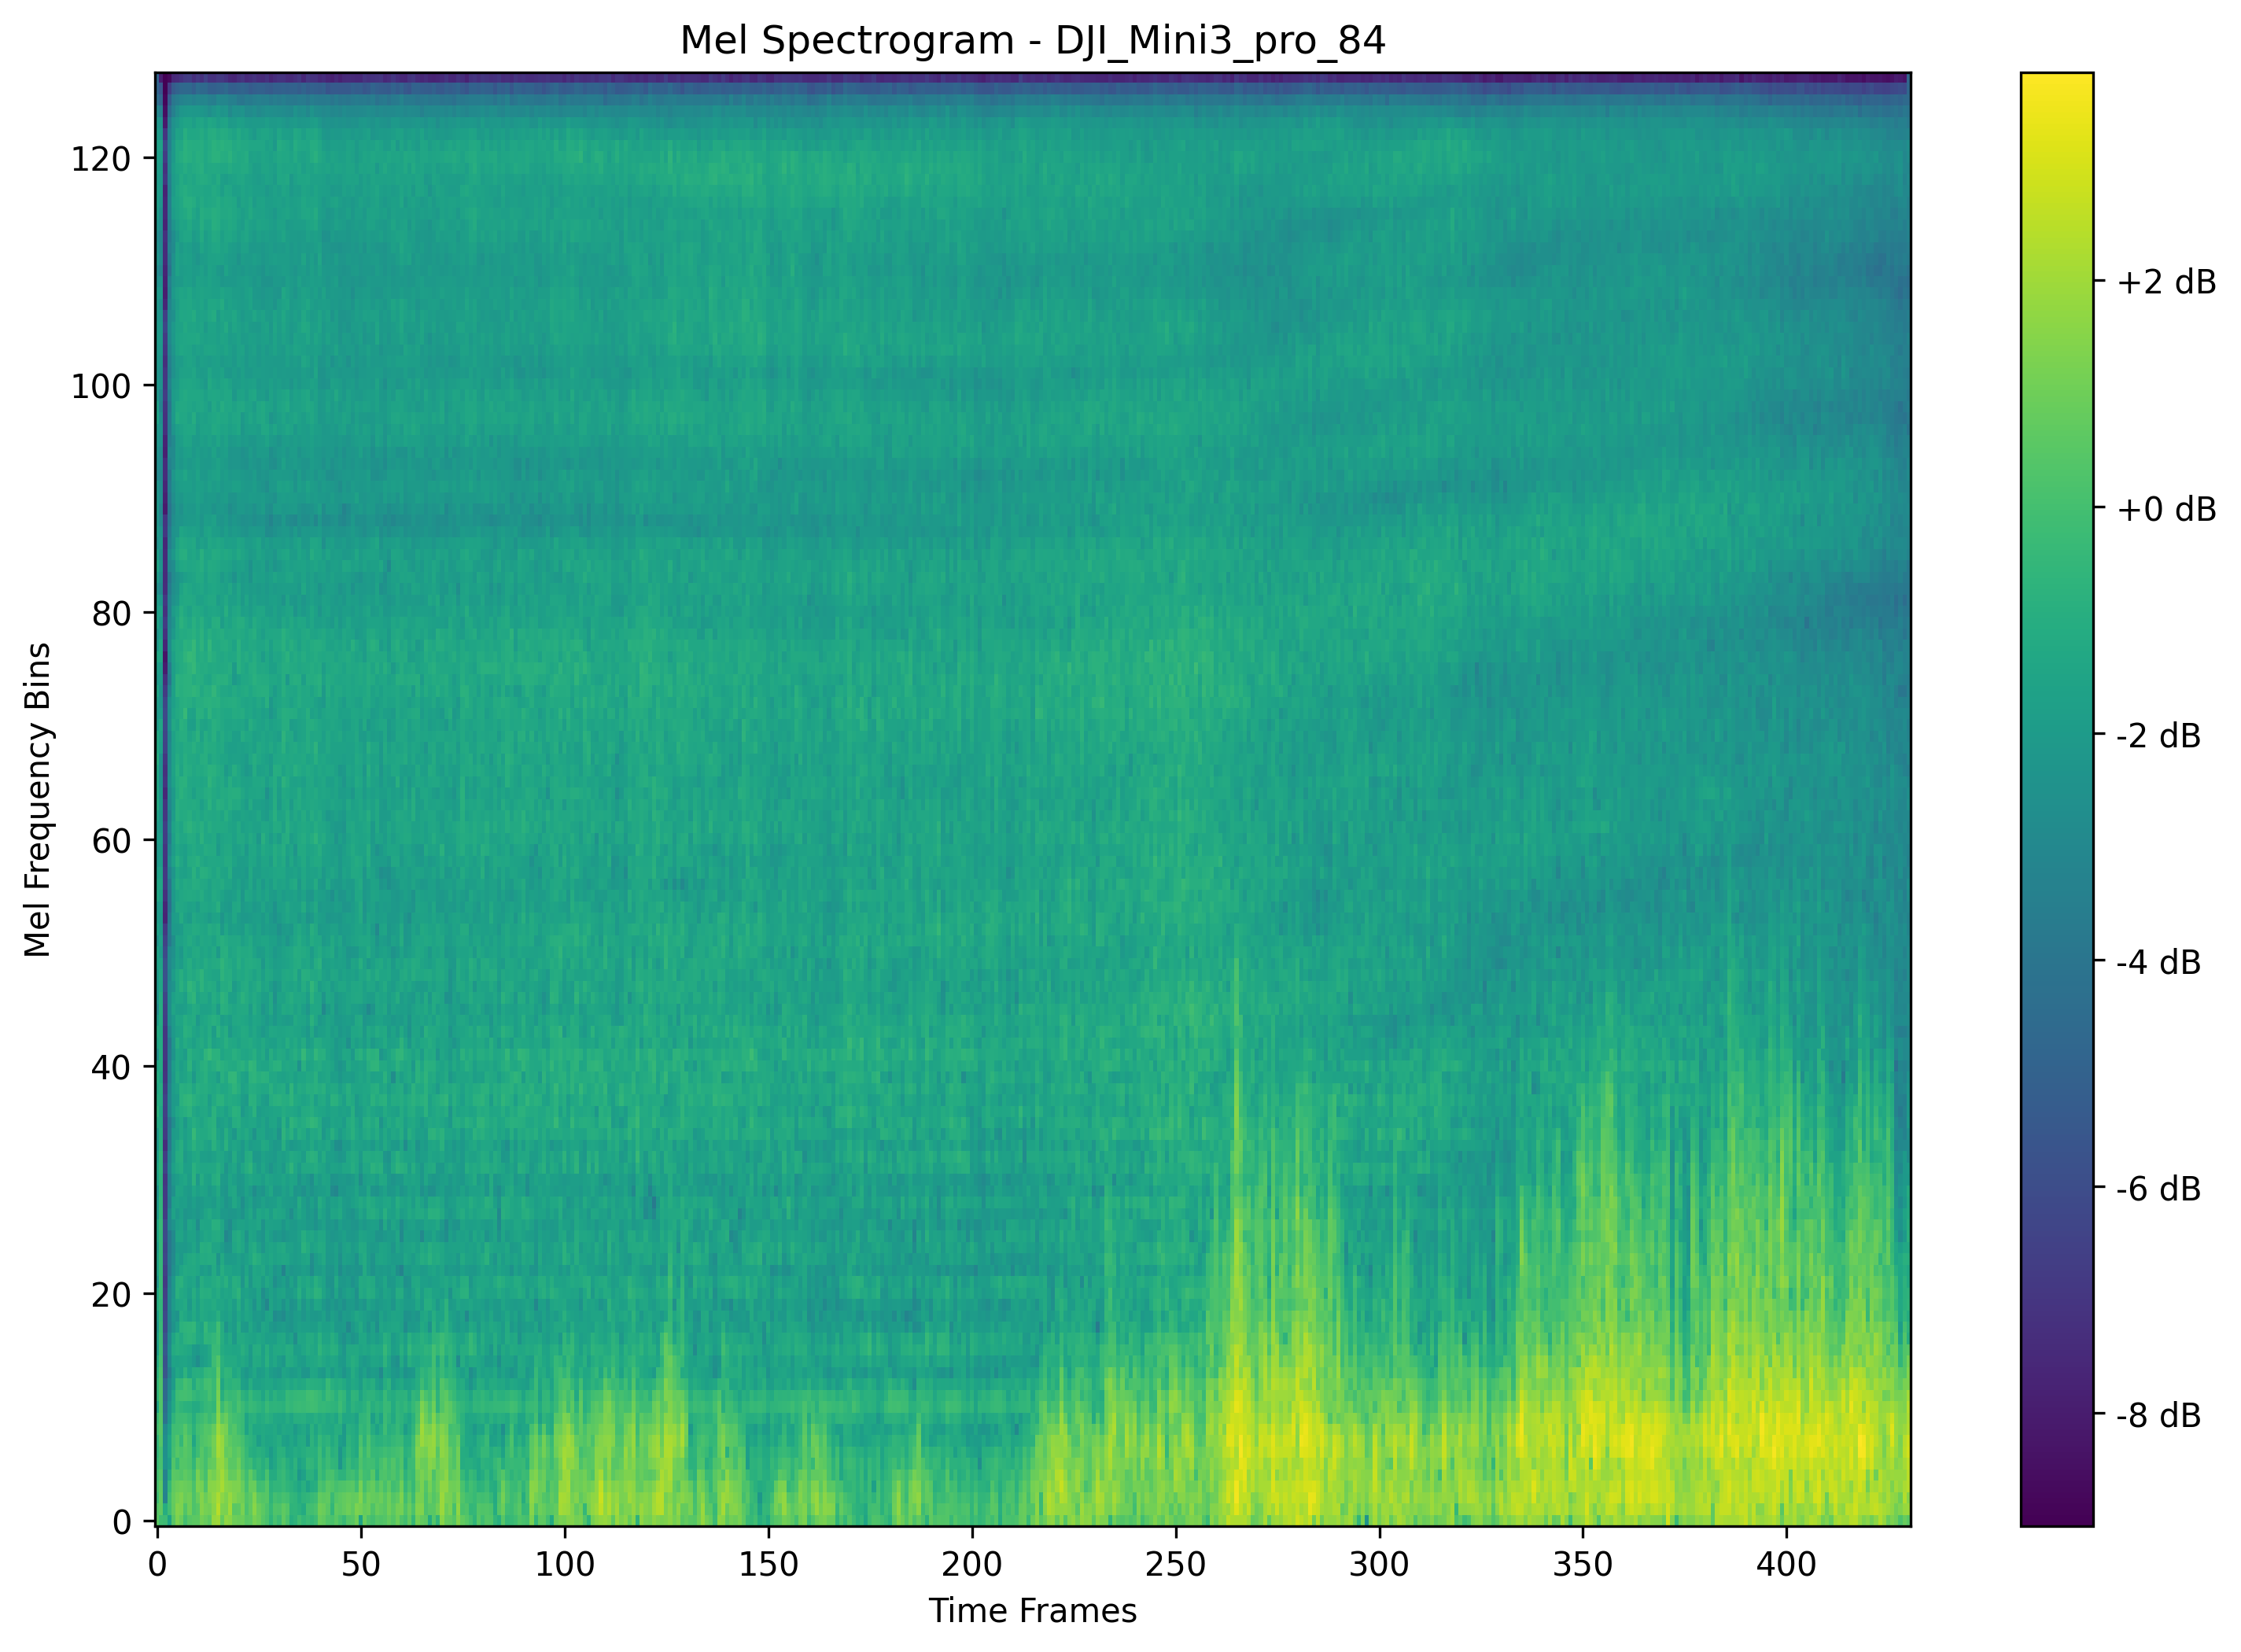 Mel Spectrogram - DJI_Mini3_pro_84
Mel Frequency Bins
120
100
80
60
40
20
0
0 50 100 150 200 250 300 350 400
Time Frames
+2 dB
+0 dB
-2 dB
-4 dB
-6 dB
-8 dB